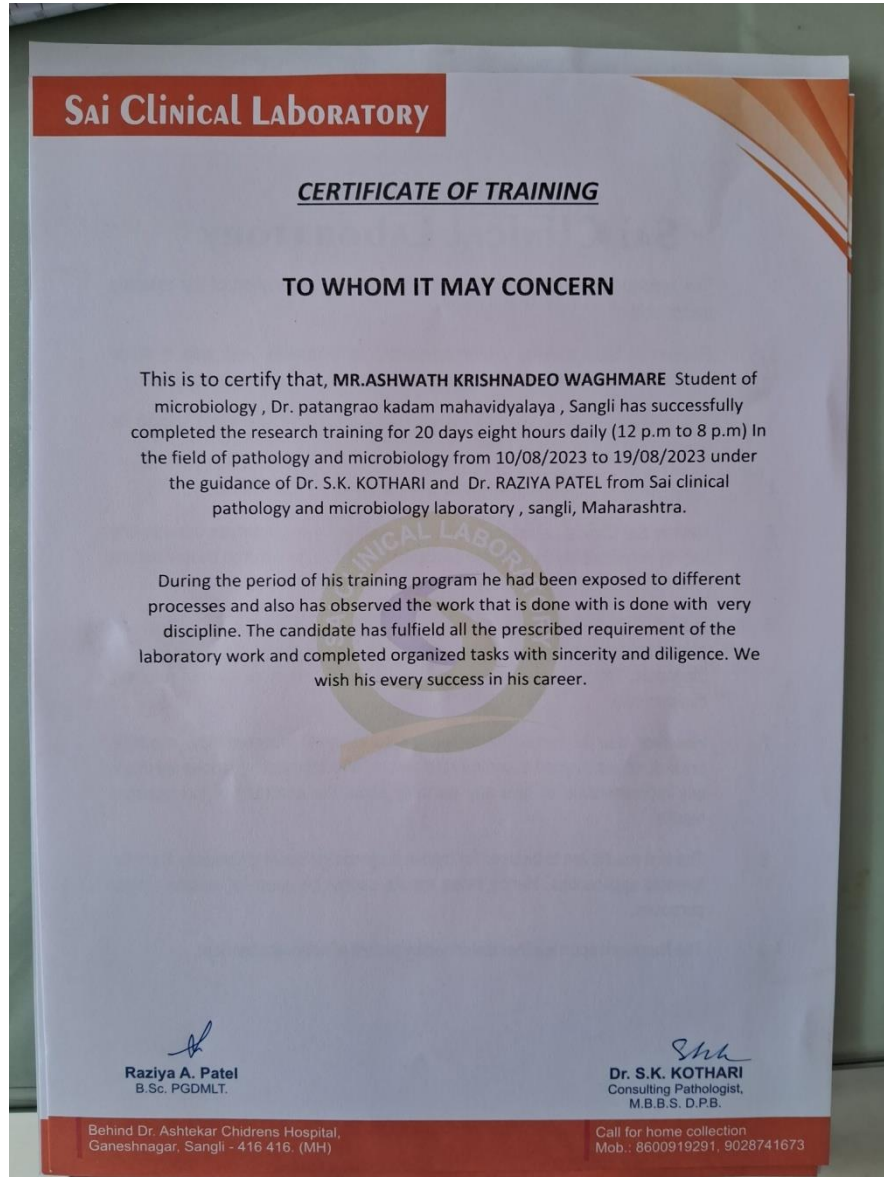 SAi CliniCAl LABORATORy
CERTIFICATE OF TRAINING
TO WHOM IT MAY CONCERN
This is to certify that, MR.ASHWATH KRISHNADEO WAGHMARE Student of
microbiology , Dr. patangrao kadam mahavidyalaya , Sangli has successfully
completed the research training for 20 days eight hours daily (12 p.m to 8 p.m) In
the field of pathology and microbiology from 10/08/2023 to 19/08/2023 under
the guidance of Dr. S.K. KOTHARI and Dr. RAZIYA PATEL from Sai clinical
pathology and microbiology laboratory , sangli, Maharashtra.
SAI CLINICAL LABORATORY
During the period of his training program he had been exposed to different
processes and also has observed the work that is done with is done with very
discipline. The candidate has fulfield all the prescribed requirement of the
laboratory work and completed organized tasks with sincerity and diligence. We
wish his every success in his career.
Raziya A. Patel
B.Sc. PGDMLT.
Dr. S.K. KOTHARI
Consulting Pathologist,
M.B.B.S. D.P.B.
Behind Dr. Ashtekar Chidrens Hospital,
Ganeshnagar, Sangli - 416 416. (MH)
Call for home collection
Mob.: 8600919291, 9028741673